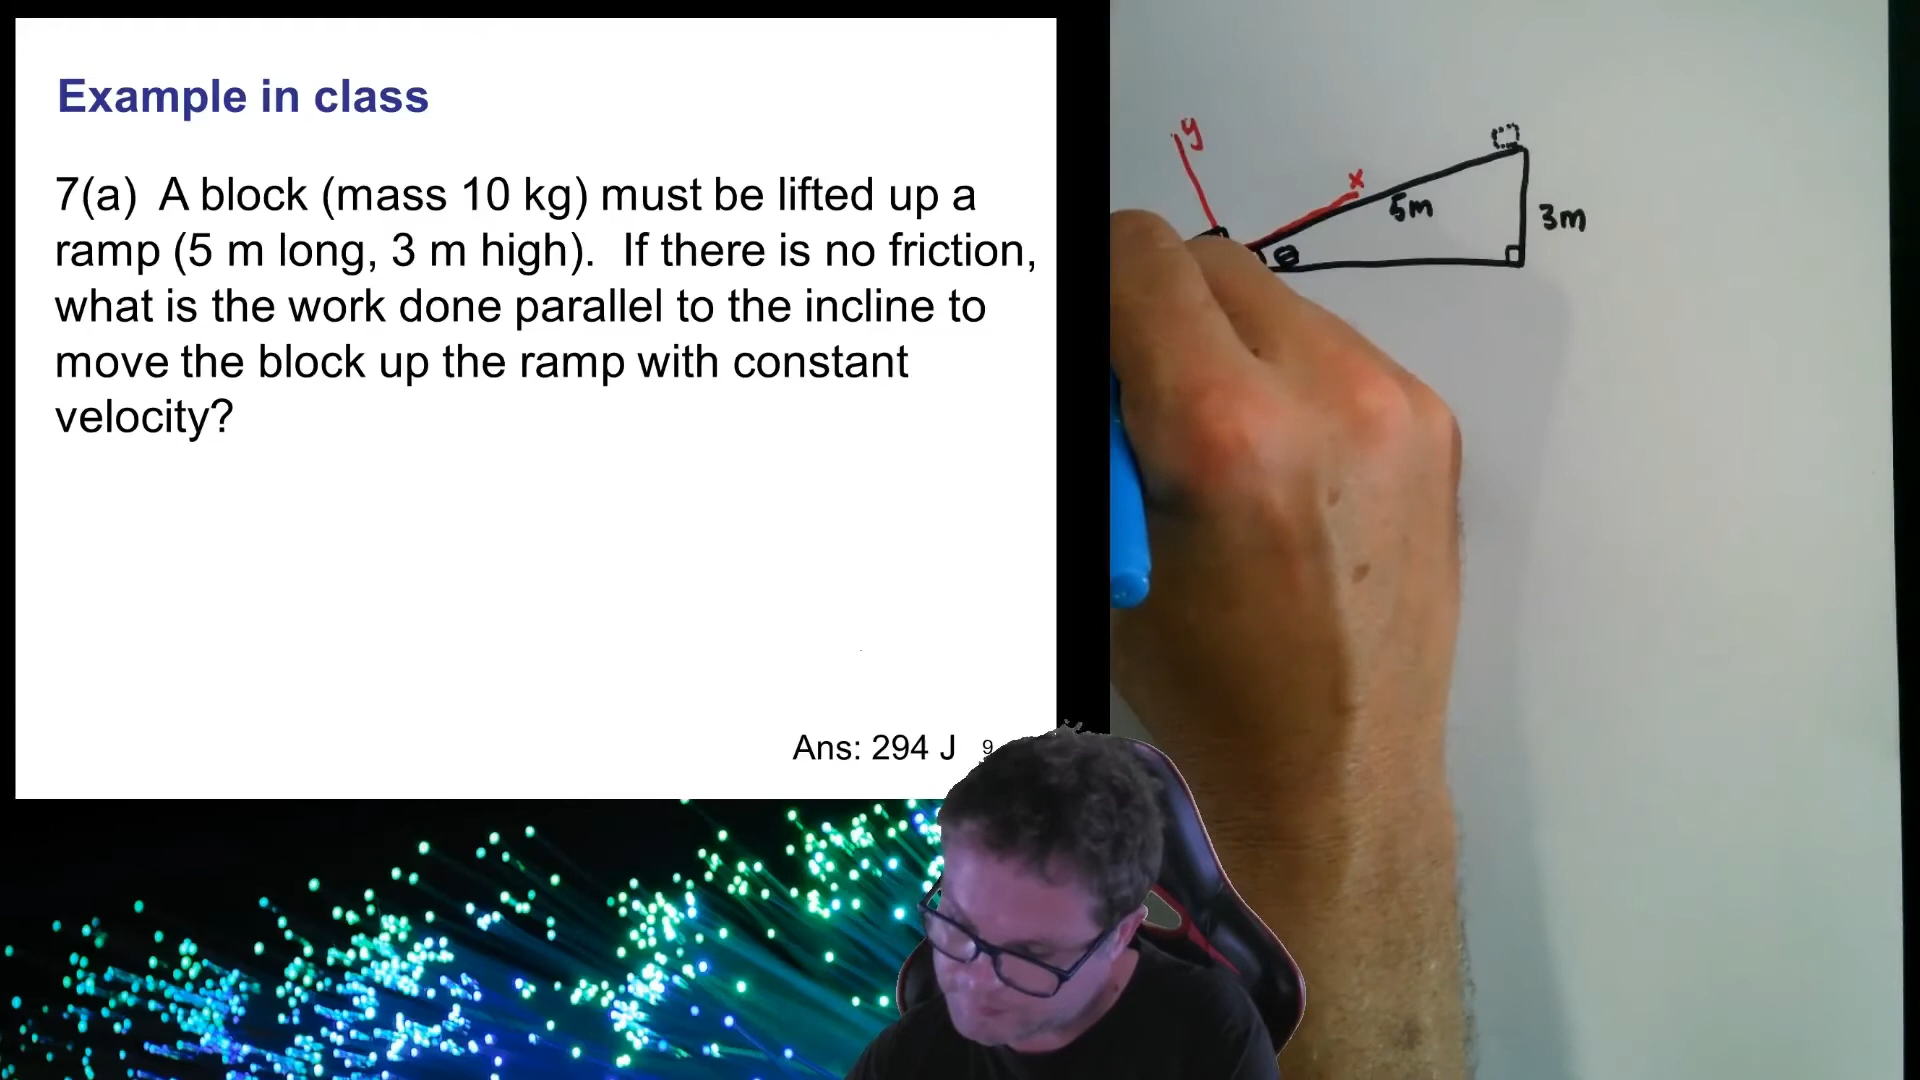 Example in class
7(a) A block (mass 10 kg) must be lifted up a
ramp (5 m long, 3 m high). If there is no friction,
what is the work done parallel to the incline to
move the block up the ramp with constant
velocity?
Ans: 294 J
9
y
x
5m
3m
θ